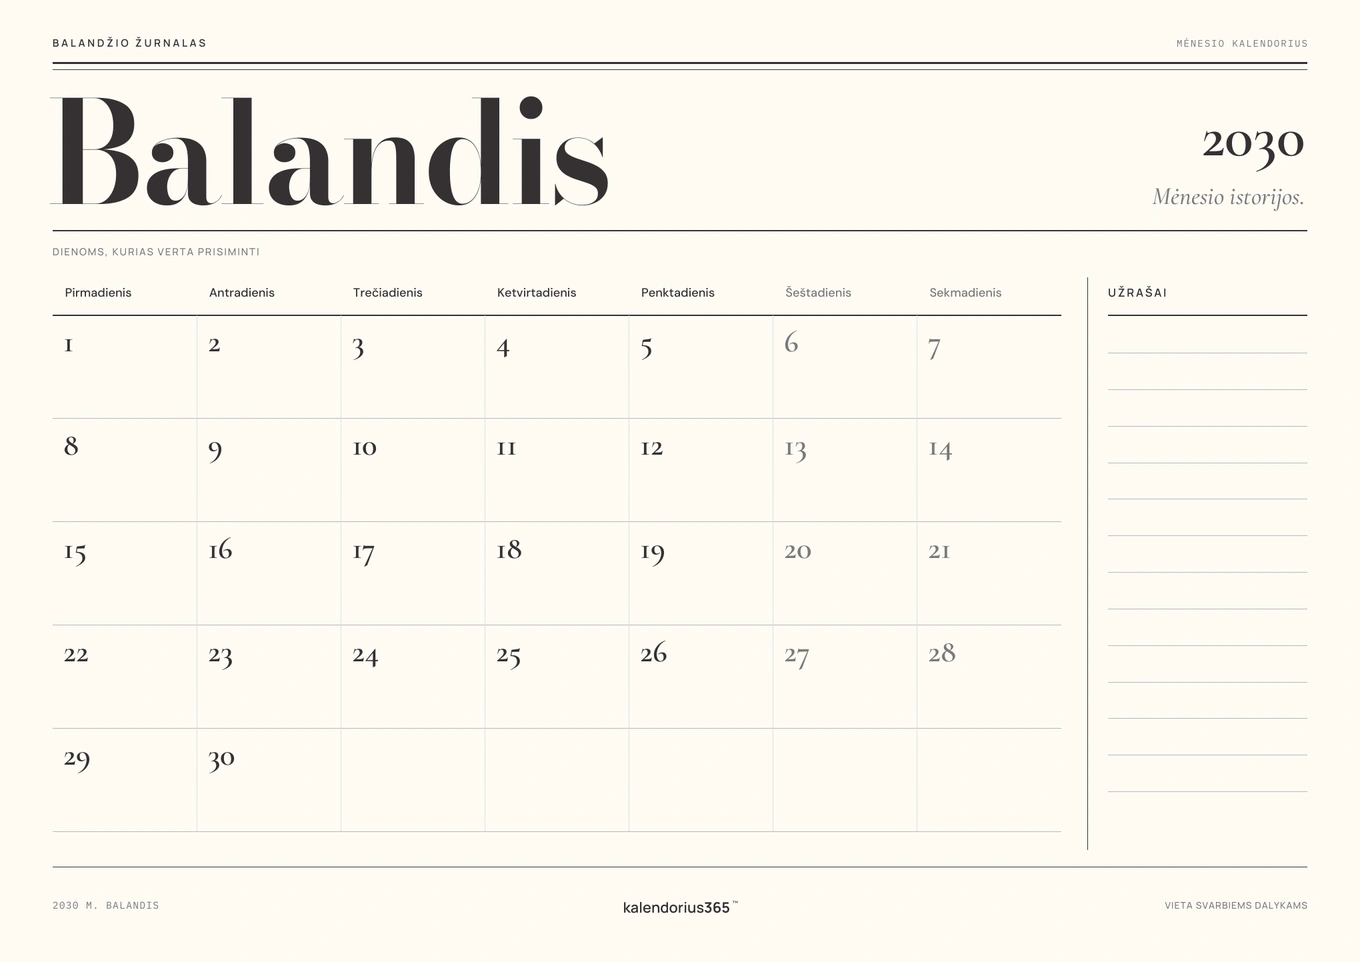 BALANDŽIO ŽURNALAS
MĖNESIO KALENDORIUS
Balandis
2030
Mėnesio istorijos.
DIENOMS, KURIAS VERTA PRISIMINTI
Pirmadienis Antradienis Trečiadienis Ketvirtadienis Penktadienis Šeštadienis Sekmadienis
UŽRAŠAI
1 2 3 4 5 6 7
8 9 10 11 12 13 14
15 16 17 18 19 20 21
22 23 24 25 26 27 28
29 30
2030 M. BALANDIS
kalendorius365™
VIETA SVARBIEMS DALYKAMS